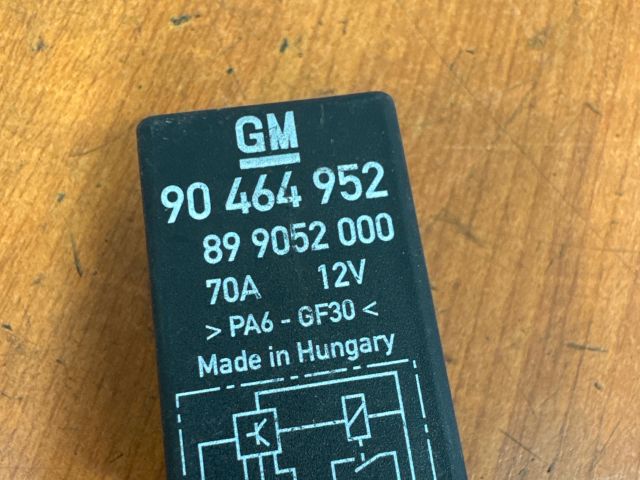 GM
90 464 952
89 9052 000
70A 12V
> PA6 - GF30 <
Made in Hungary